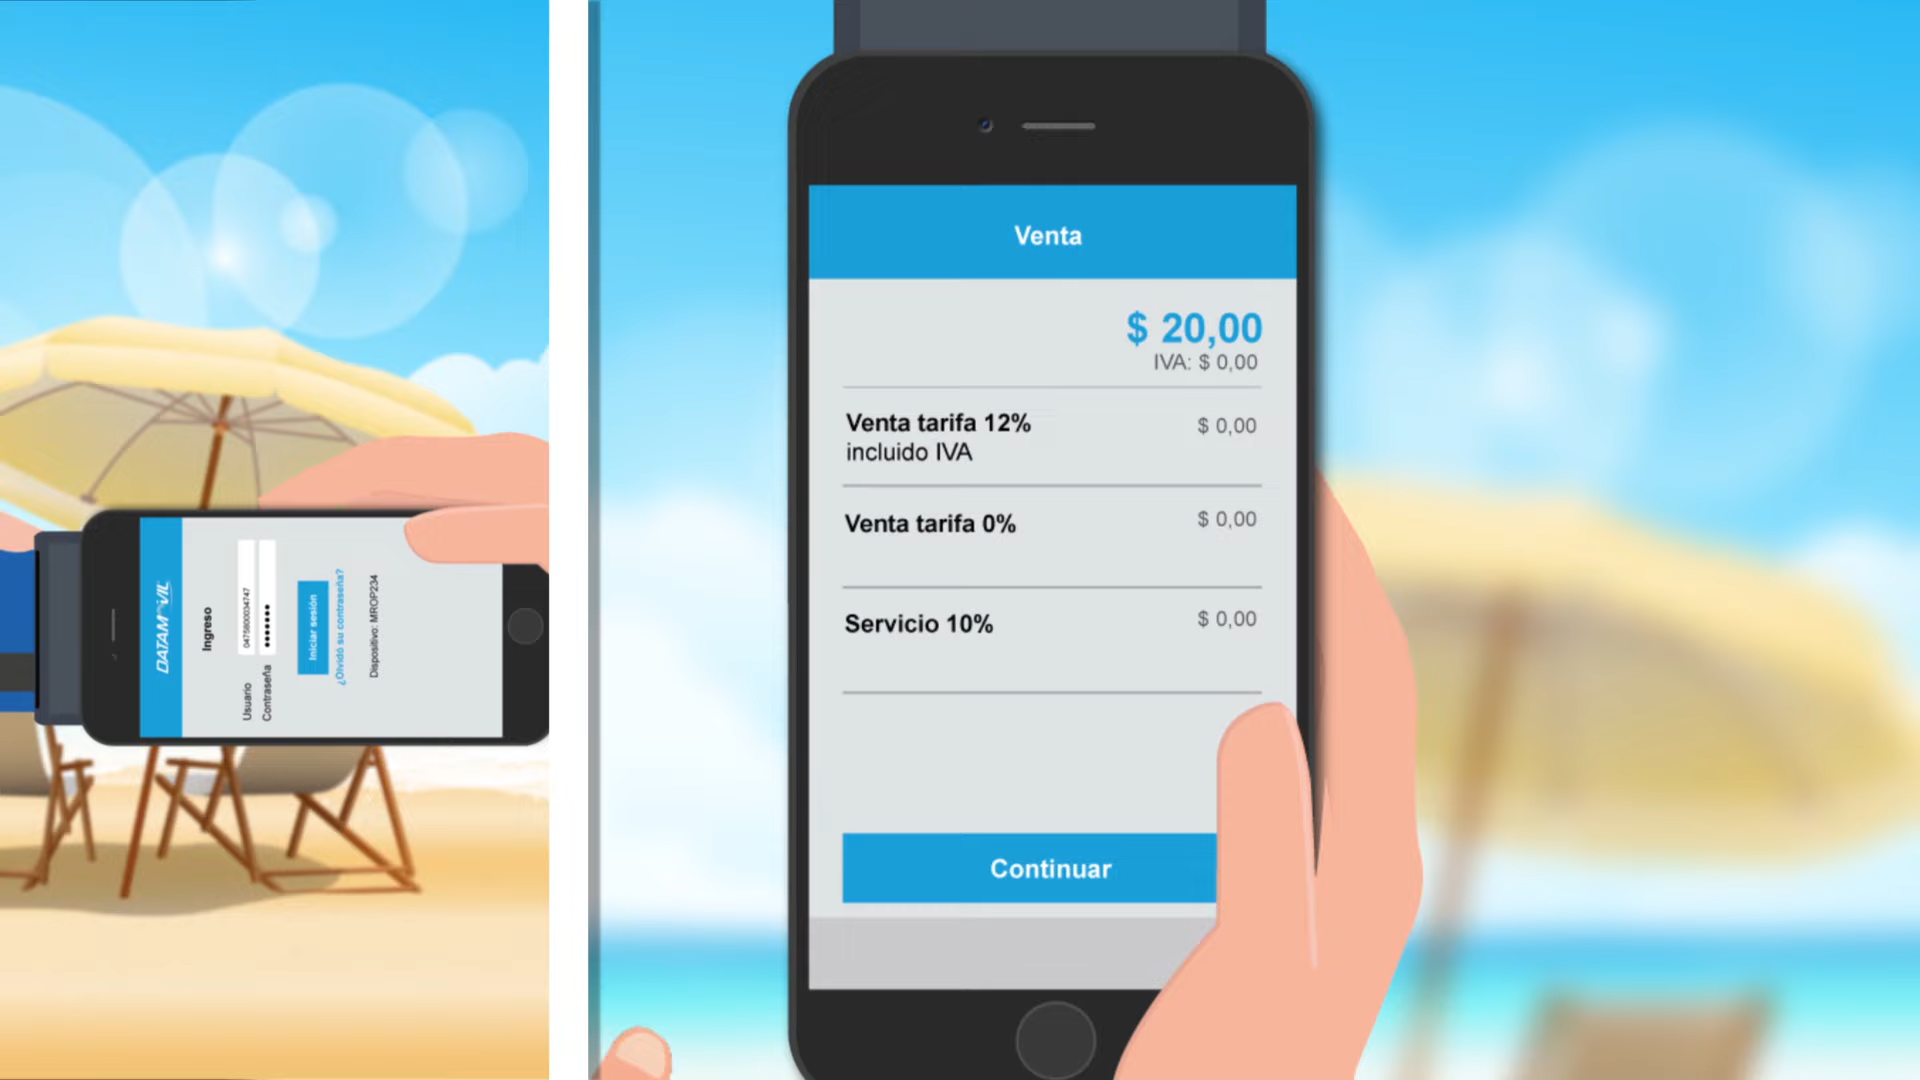 DATAMOVIL
Ingreso
Usuario 0475800034747
Contraseña •••••••
Iniciar sesión
¿Olvidó su contraseña?
Dispositivo: MROP234
Venta
$ 20,00
IVA: $ 0,00
Venta tarifa 12% $ 0,00
incluido IVA
Venta tarifa 0% $ 0,00
Servicio 10% $ 0,00
Continuar